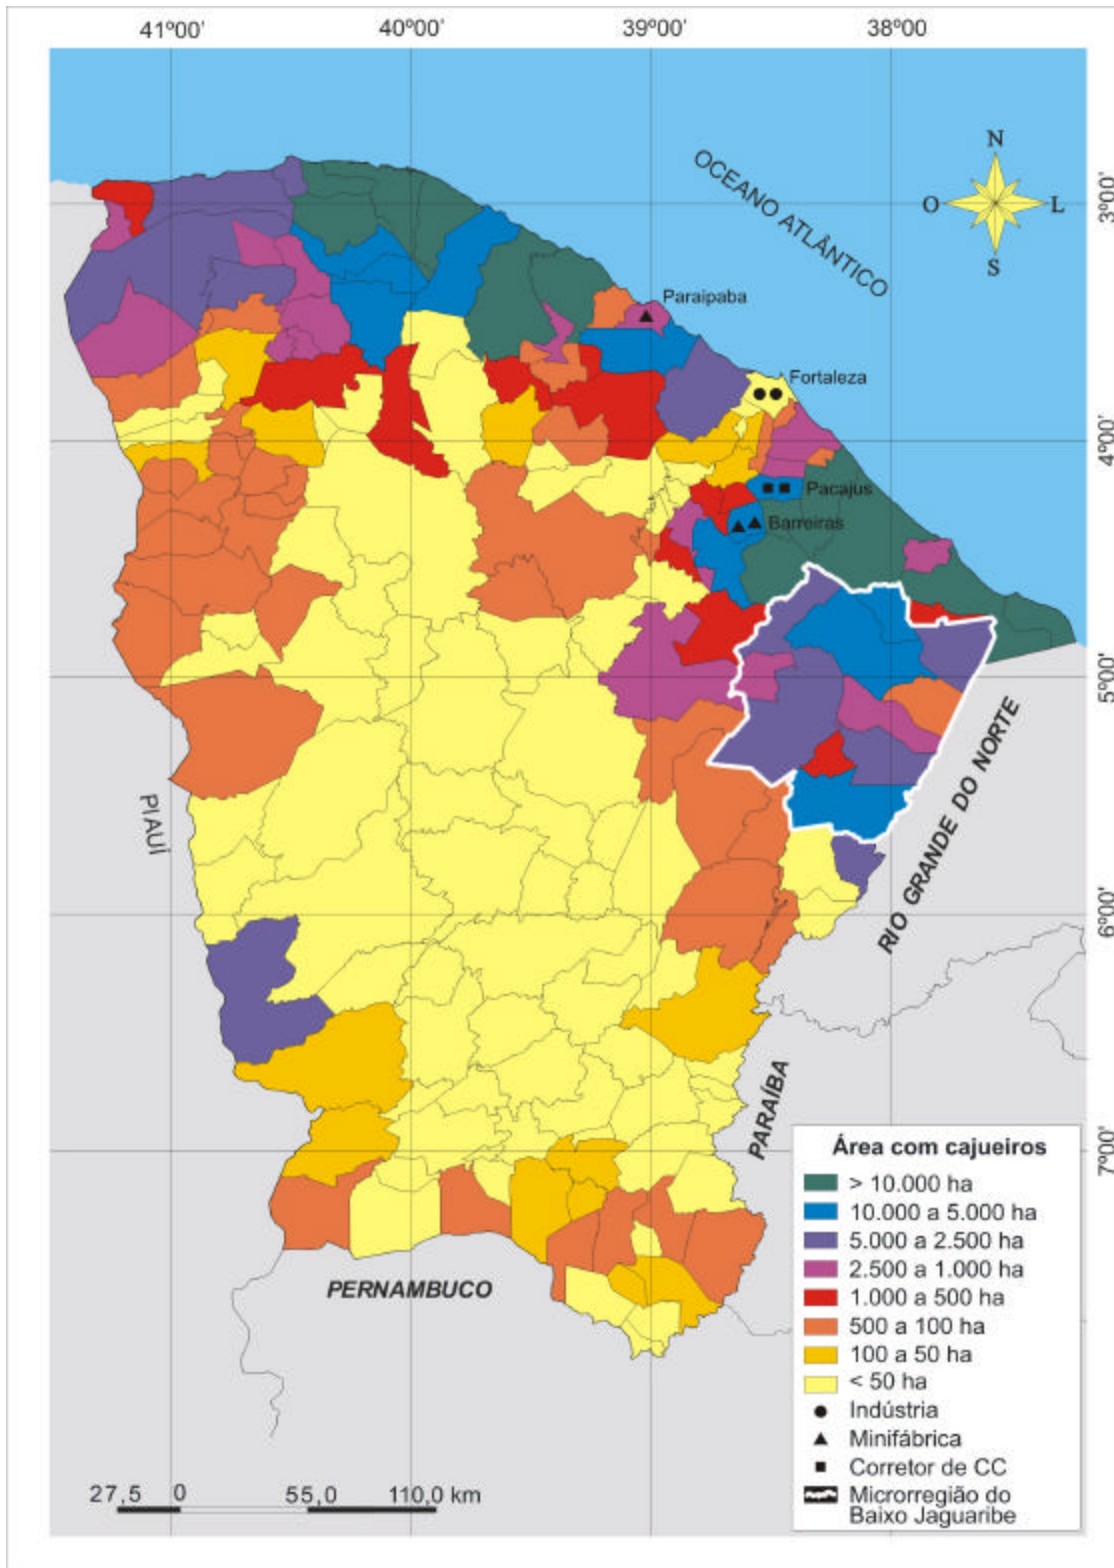 41º00'
40º00'
39º00'
38º00'
N
O
L
S
OCEANO ATLÂNTICO
3º00'
Paraipaba
Fortaleza
4º00'
Pacajus
Barreiras
5º00'
RIO GRANDE DO NORTE
PIAUÍ
6º00'
PARAÍBA
7º00'
PERNAMBUCO
Área com cajueiros
> 10.000 ha
10.000 a 5.000 ha
5.000 a 2.500 ha
2.500 a 1.000 ha
1.000 a 500 ha
500 a 100 ha
100 a 50 ha
< 50 ha
Indústria
Minifábrica
Corretor de CC
Microrregião do
Baixo Jaguaribe
27,5 0 55,0 110,0 km